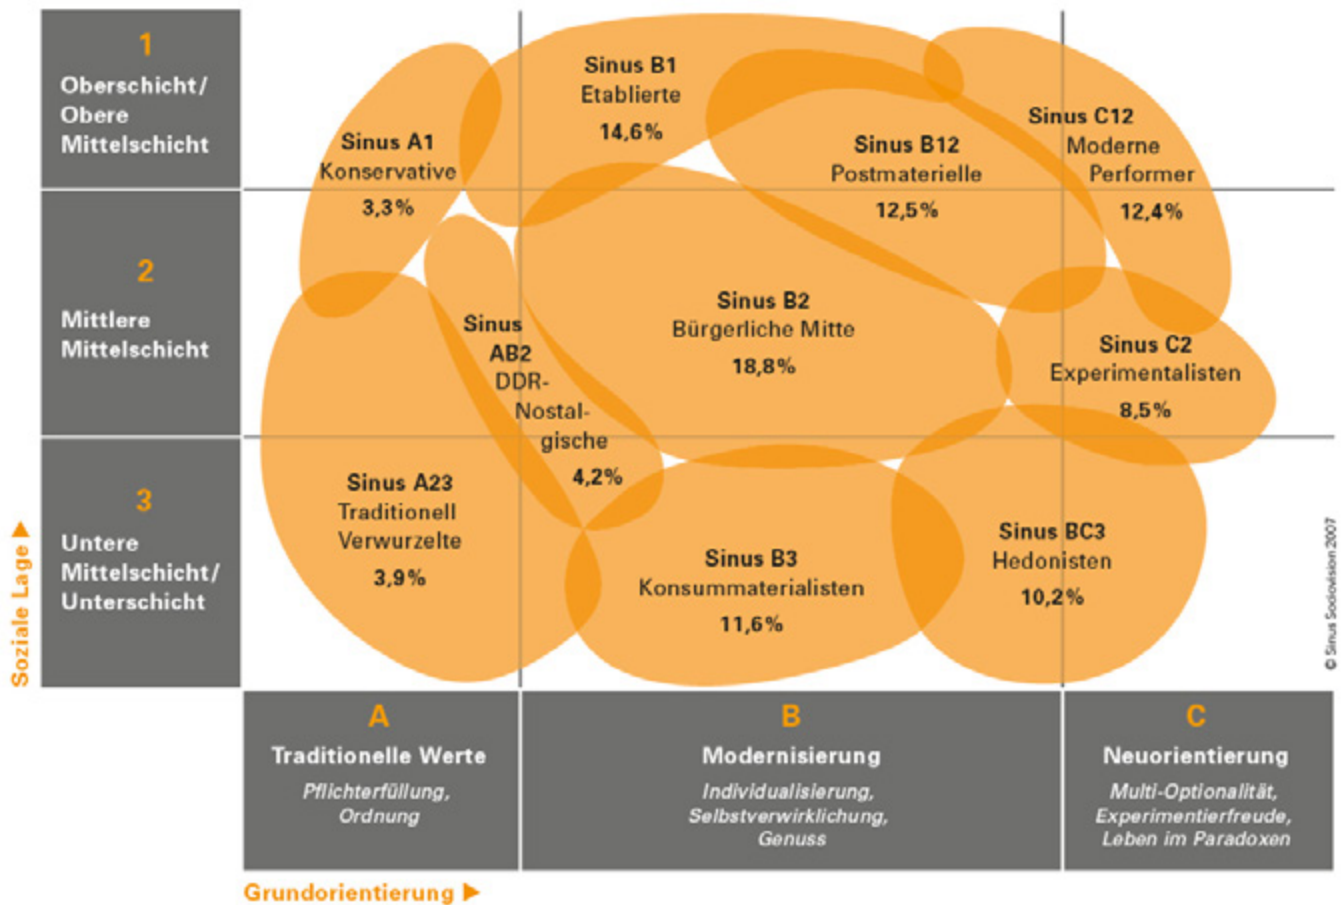 1
Oberschicht/
Obere
Mittelschicht
2
Mittlere
Mittelschicht
3
Untere
Mittelschicht/
Unterschicht
Soziale Lage ▶
Sinus A1
Konservative
3,3%
Sinus B1
Etablierte
14,6%
Sinus B12
Postmaterielle
12,5%
Sinus C12
Moderne
Performer
12,4%
Sinus
AB2
DDR-
Nostal-
gische
4,2%
Sinus B2
Bürgerliche Mitte
18,8%
Sinus C2
Experimentalisten
8,5%
Sinus A23
Traditionell
Verwurzelte
3,9%
Sinus B3
Konsummaterialisten
11,6%
Sinus BC3
Hedonisten
10,2%
© Sinus Sociovision 2007
A
Traditionelle Werte
Pflichterfüllung,
Ordnung
B
Modernisierung
Individualisierung,
Selbstverwirklichung,
Genuss
C
Neuorientierung
Multi-Optionalität,
Experimentierfreude,
Leben im Paradoxen
Grundorientierung ▶